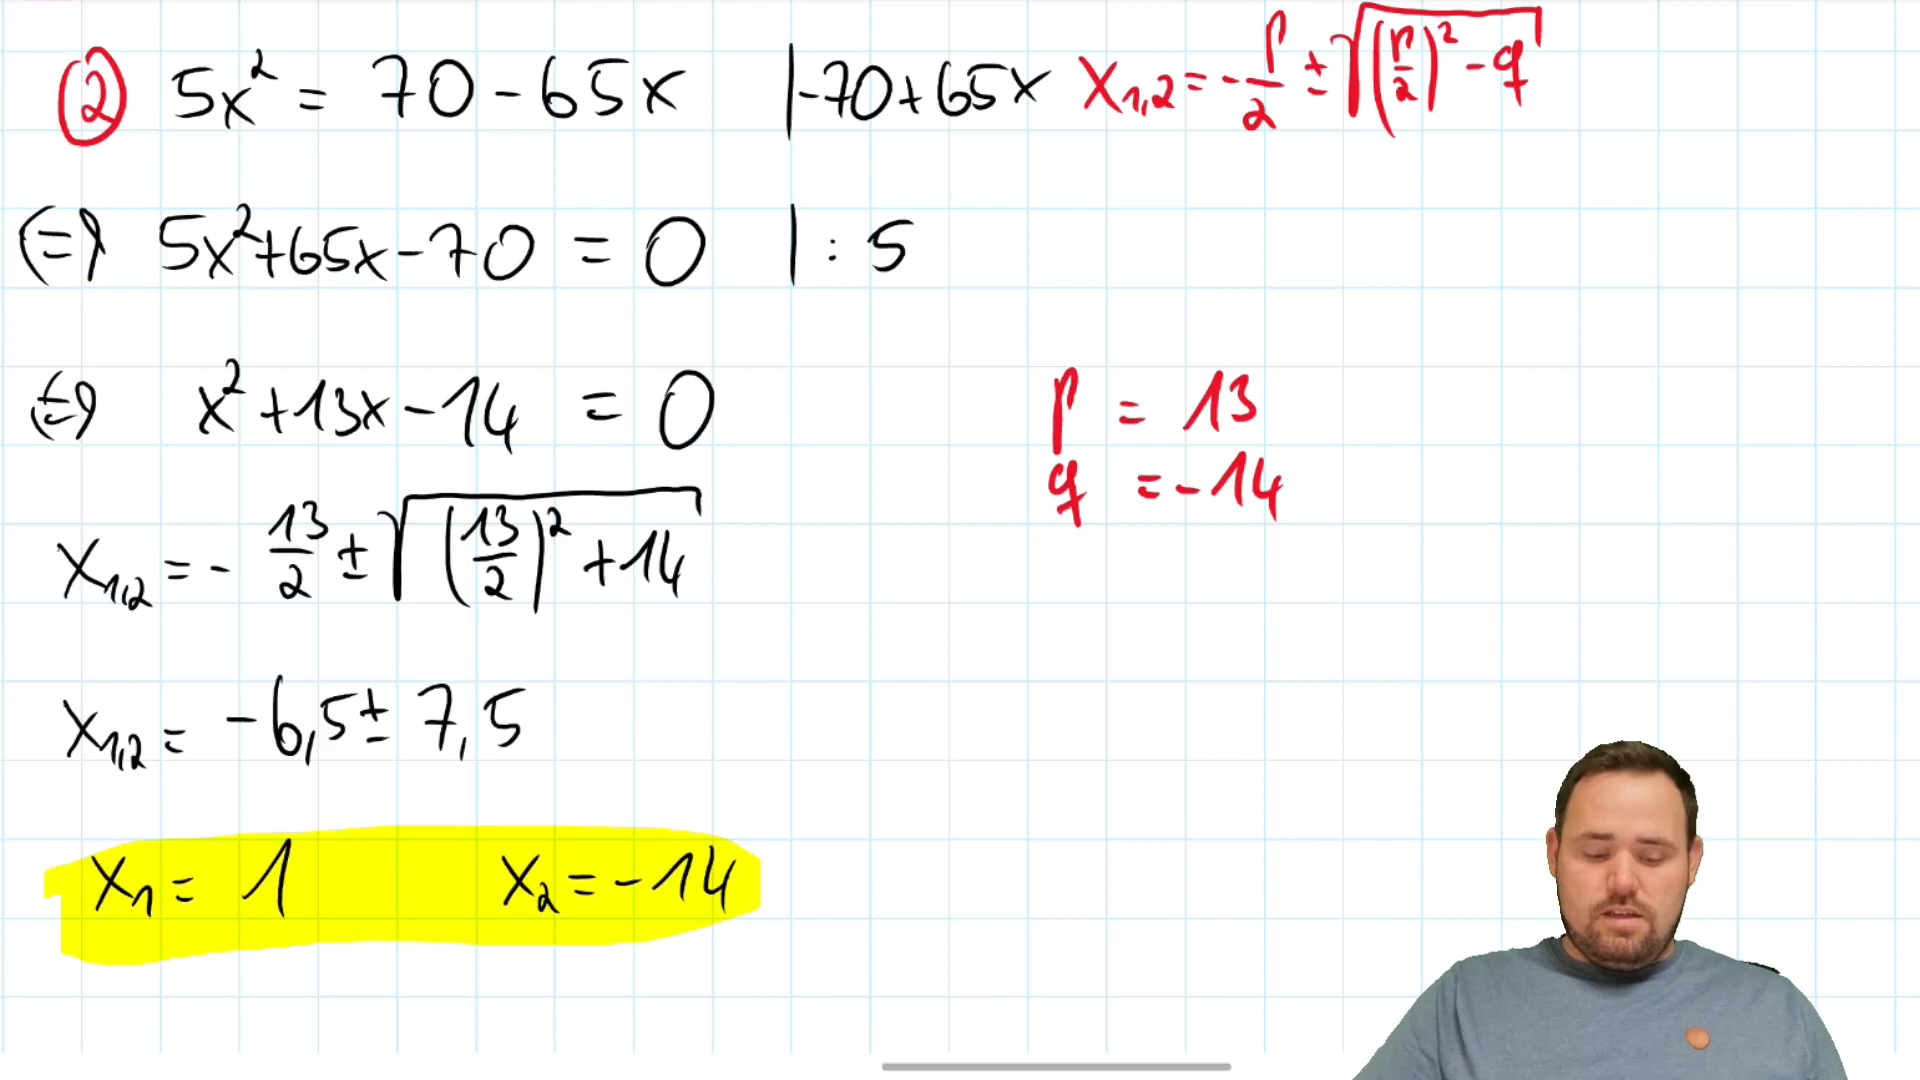 ② 5x² = 70 - 65x | -70 + 65x x₁,₂ = -p/2 ± √((p/2)² - q)
(=) 5x² + 65x - 70 = 0 | : 5
(=) x² + 13x - 14 = 0
p = 13
q = -14
x₁,₂ = - 13/2 ± √((13/2)² + 14)
x₁,₂ = -6,5 ± 7,5
x₁ = 1 x₂ = -14